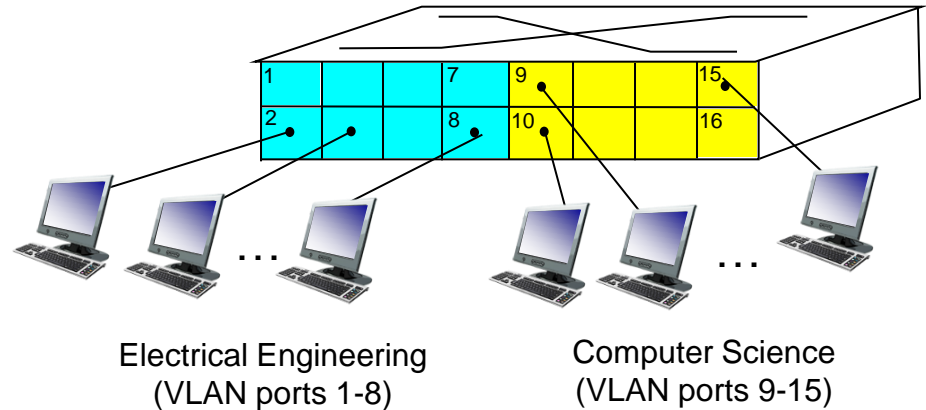 1 7 9 15
2 8 10 16
... ...
Electrical Engineering
(VLAN ports 1-8)
Computer Science
(VLAN ports 9-15)